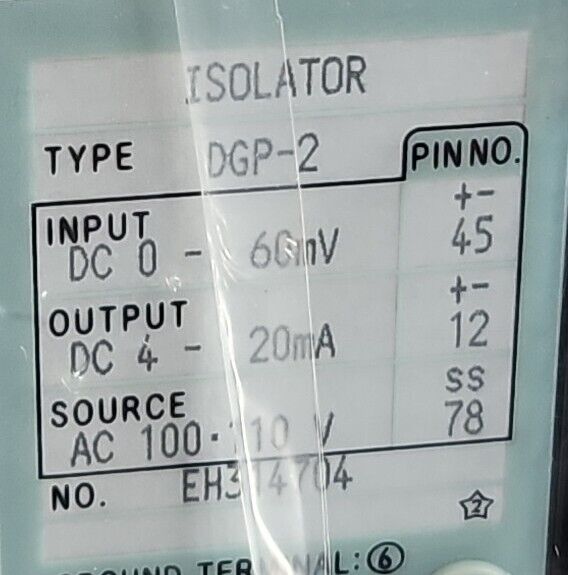 ISOLATOR
TYPE DGP-2 PIN NO.
INPUT + -
DC 0 - 60mV 45
OUTPUT + -
DC 4 - 20mA 12
SOURCE SS
AC 100·110 V 78
NO. EH314704
2
GROUND TERMINAL: 6